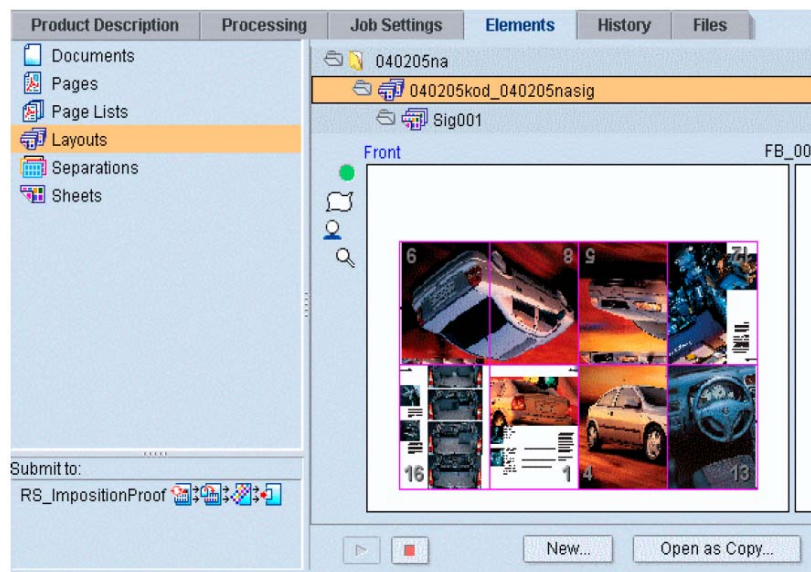 Product Description Processing Job Settings Elements History Files
Documents
Pages
Page Lists
Layouts
Separations
Sheets
040205na
040205kod_040205nasig
Sig001
Front FB_00
9 8 5 12
16 1 4 13
Submit to:
RS_ImpositionProof
New... Open as Copy...